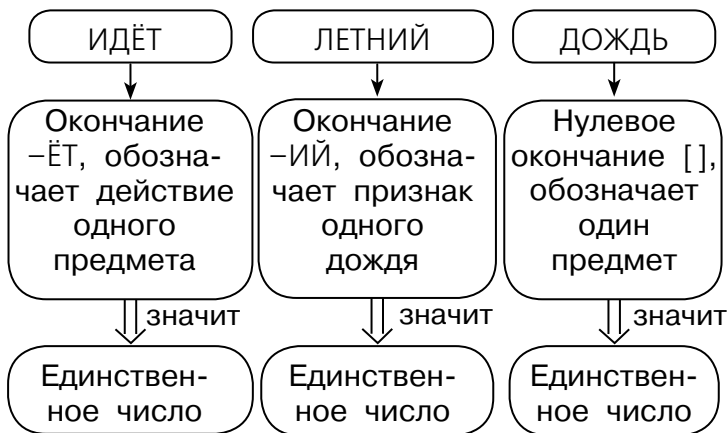 ИДЁТ
ЛЕТНИЙ
ДОЖДЬ
Окончание
–ЁТ, обозна-
чает действие
одного
предмета
Окончание
–ИЙ, обозна-
чает признак
одного
дождя
Нулевое
окончание [ ],
обозначает
один
предмет
значит
значит
значит
Единствен-
ное число
Единствен-
ное число
Единствен-
ное число